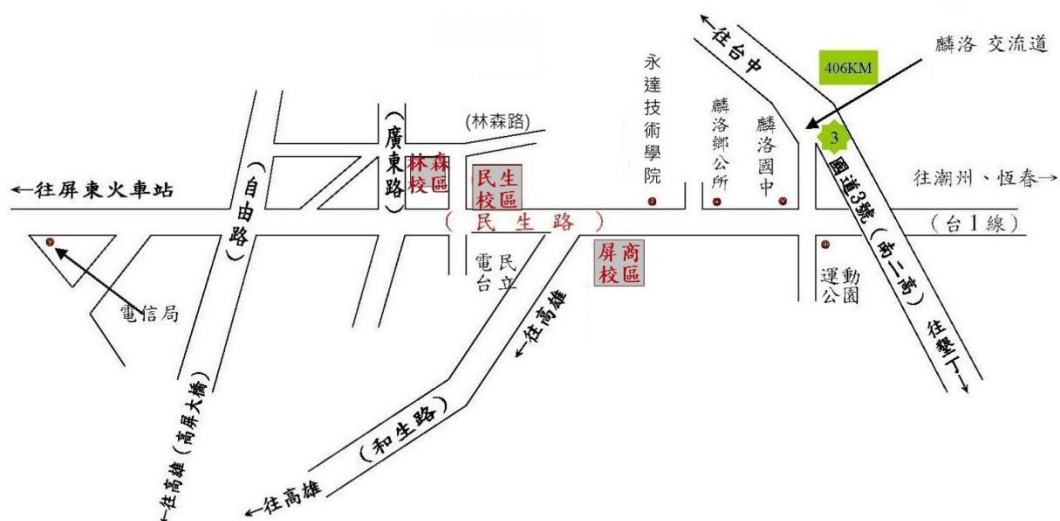 ←往台中
406KM
麟洛 交流道
永達技術學院
麟洛鄉公所
麟洛國中
3
(林森路)
(廣東路)
林森
校區
民生
校區
←往屏東火車站
(自由路)
國道3號(南二高) 往墾丁→
往潮州、恆春→
(民生路)
(台1線)
電信局
民立
電台
屏商
校區
運動
公園
←往高雄
(和生路)
←往高雄(高屏大橋)
←往高雄